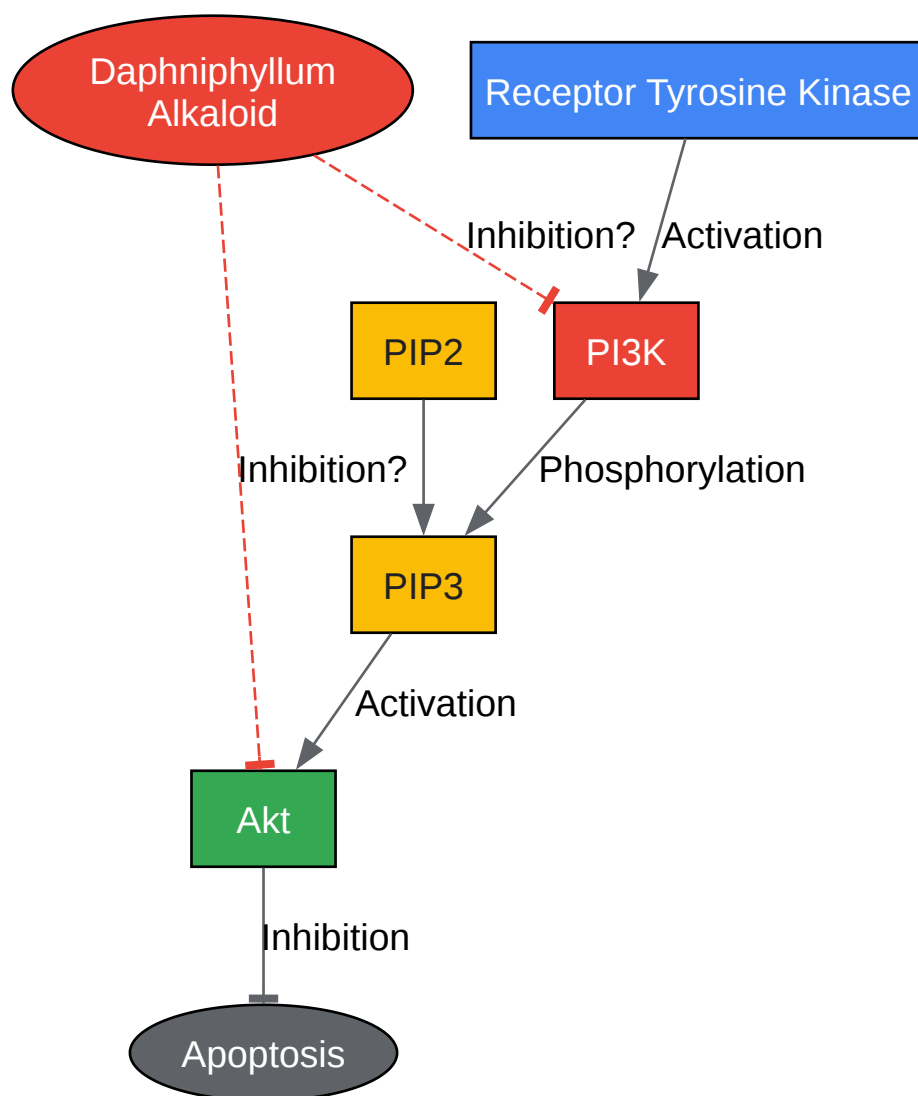 Daphniphyllum
Alkaloid
Receptor Tyrosine Kinase
Inhibition?
Activation
PIP2
PI3K
Inhibition?
Phosphorylation
PIP3
Activation
Akt
Inhibition
Apoptosis